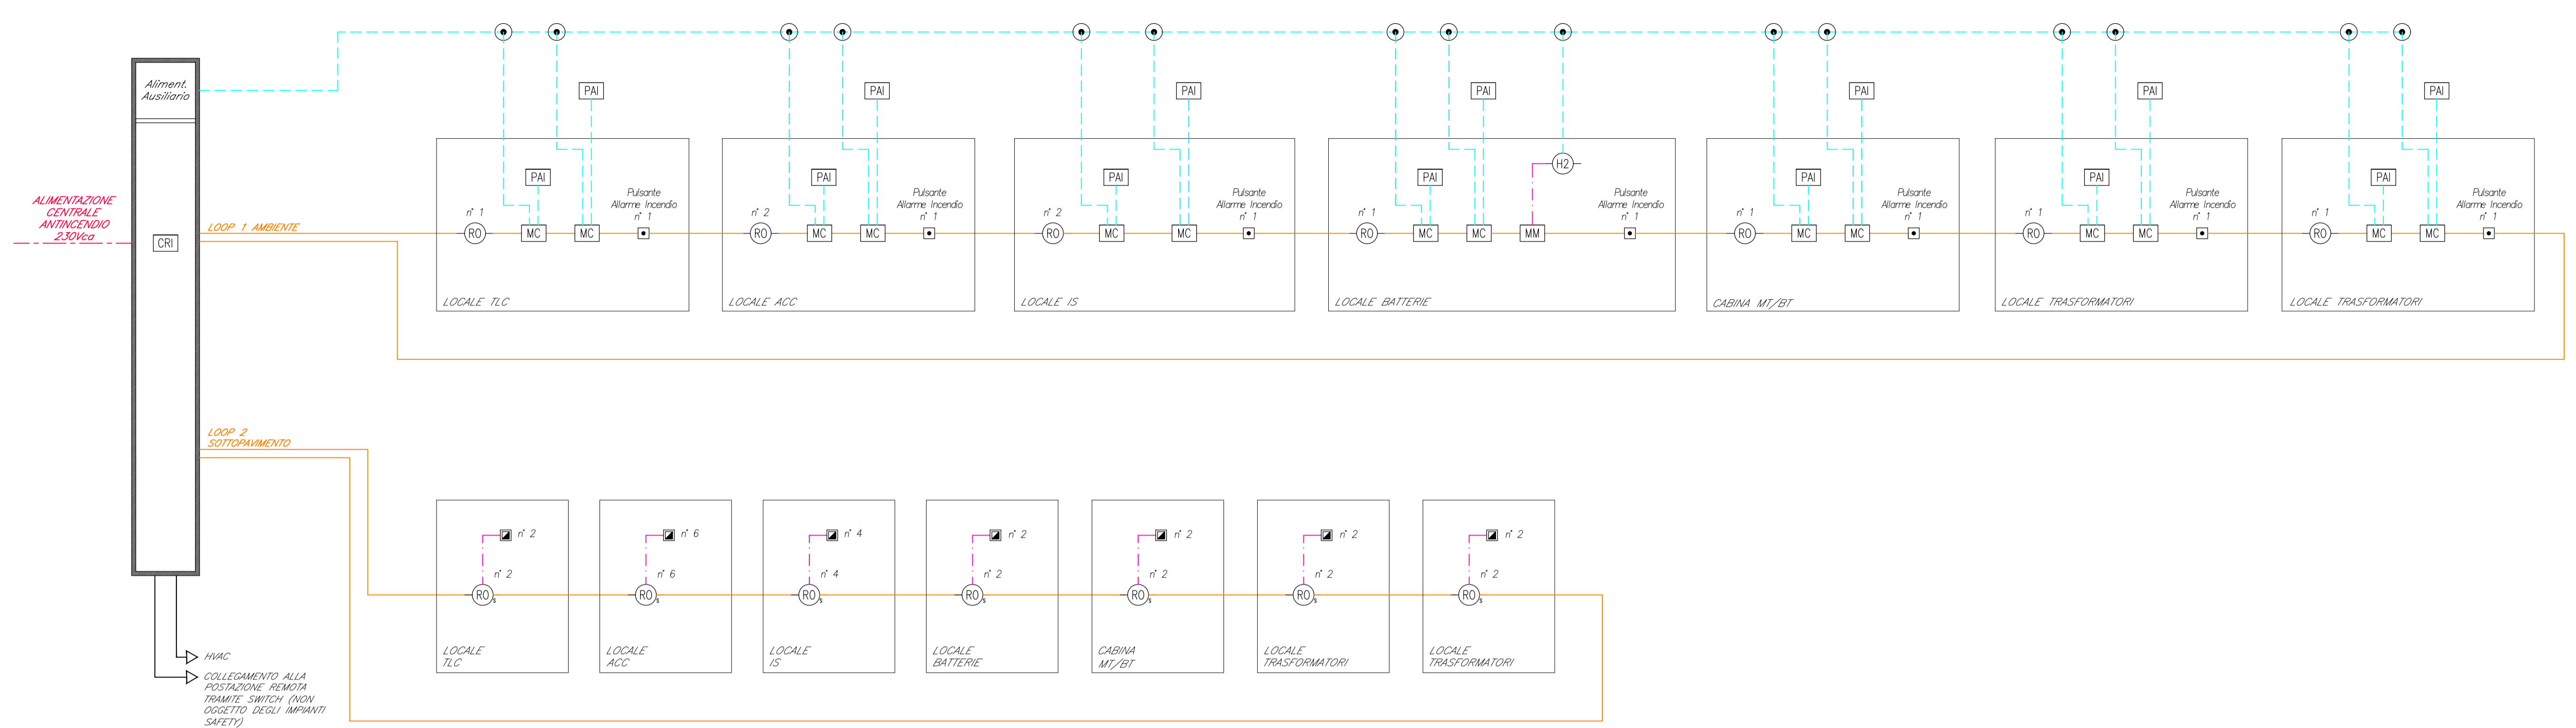 Aliment.
Ausiliario
ALIMENTAZIONE
CENTRALE
ANTINCENDIO
230Vca
CRI
LOOP 1 AMBIENTE
PAI
PAI
n° 1
RO
MC
MC
Pulsante
Allarme Incendio
n° 1
LOCALE TLC
PAI
PAI
n° 2
RO
MC
MC
Pulsante
Allarme Incendio
n° 1
LOCALE ACC
PAI
PAI
n° 2
RO
MC
MC
Pulsante
Allarme Incendio
n° 1
LOCALE IS
PAI
PAI
H2
n° 1
RO
MC
MC
MM
Pulsante
Allarme Incendio
n° 1
LOCALE BATTERIE
PAI
PAI
n° 1
RO
MC
MC
Pulsante
Allarme Incendio
n° 1
CABINA MT/BT
PAI
PAI
n° 1
RO
MC
MC
Pulsante
Allarme Incendio
n° 1
LOCALE TRASFORMATORI
PAI
PAI
n° 1
RO
MC
MC
Pulsante
Allarme Incendio
n° 1
LOCALE TRASFORMATORI
LOOP 2
SOTTOPAVIMENTO
n° 2
n° 2
ROs
LOCALE
TLC
n° 6
n° 6
ROs
LOCALE
ACC
n° 4
n° 4
ROs
LOCALE
IS
n° 2
n° 2
ROs
LOCALE
BATTERIE
n° 2
n° 2
ROs
CABINA
MT/BT
n° 2
n° 2
ROs
LOCALE
TRASFORMATORI
n° 2
n° 2
ROs
LOCALE
TRASFORMATORI
HVAC
COLLEGAMENTO ALLA
POSTAZIONE REMOTA
TRAMITE SWITCH (NON
OGGETTO DEGLI IMPIANTI
SAFETY)